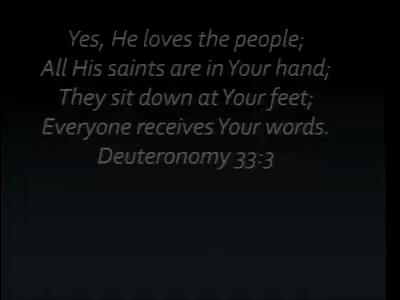 Yes, He loves the people;
All His saints are in Your hand;
They sit down at Your feet;
Everyone receives Your words.
Deuteronomy 33:3